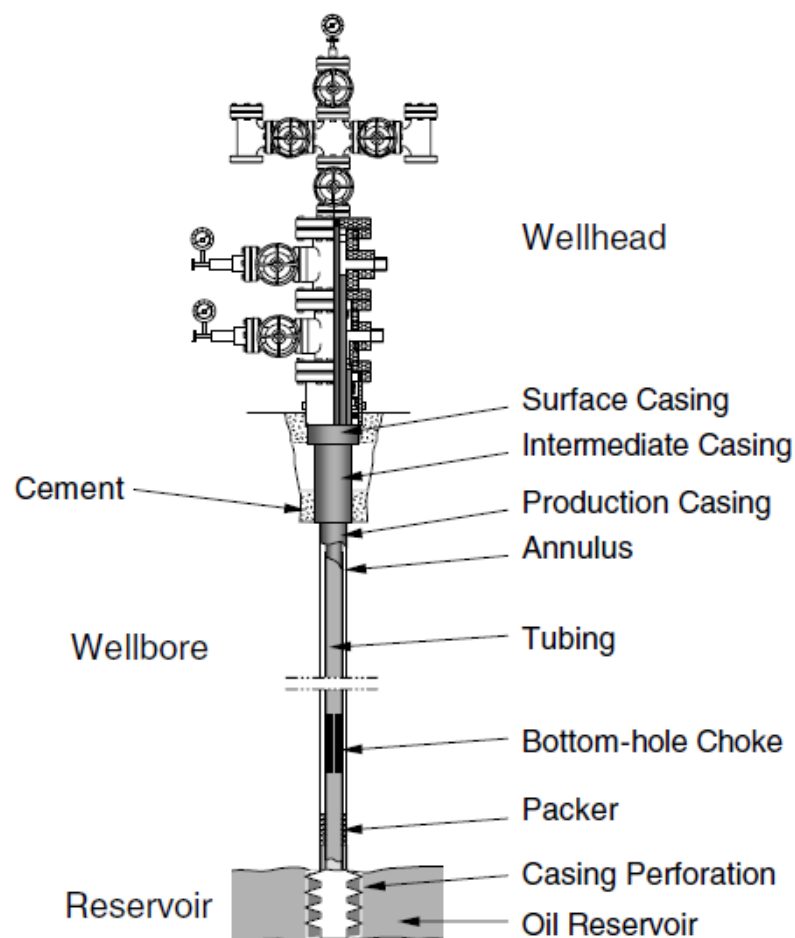 Wellhead
Surface Casing
Intermediate Casing
Cement
Production Casing
Annulus
Wellbore
Tubing
Bottom-hole Choke
Packer
Casing Perforation
Reservoir
Oil Reservoir